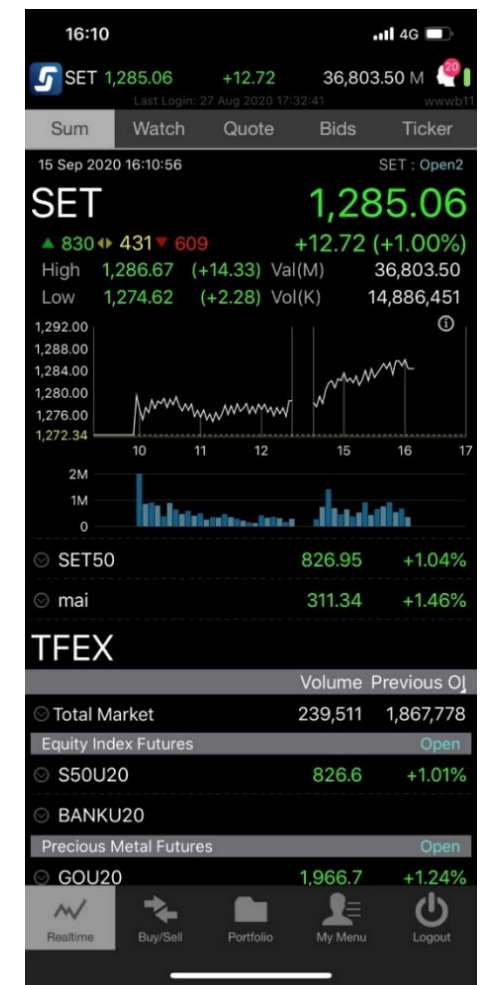 16:10 4G
SET 1,285.06 +12.72 36,803.50 M 20
Last Login: 27 Aug 2020 17:32:41 wwwb11
Sum Watch Quote Bids Ticker
15 Sep 2020 16:10:56 SET : Open2
SET 1,285.06
▲ 830 431 ▼ 609 +12.72 (+1.00%)
High 1,286.67 (+14.33) Val(M) 36,803.50
Low 1,274.62 (+2.28) Vol(K) 14,886,451
1,292.00
1,288.00
1,284.00
1,280.00
1,276.00
1,272.34
10 11 12 15 16 17
2M
1M
0
SET50 826.95 +1.04%
mai 311.34 +1.46%
TFEX
Volume Previous OI
Total Market 239,511 1,867,778
Equity Index Futures Open
S50U20 826.6 +1.01%
BANKU20
Precious Metal Futures Open
GOU20 1,966.7 +1.24%
Realtime Buy/Sell Portfolio My Menu Logout